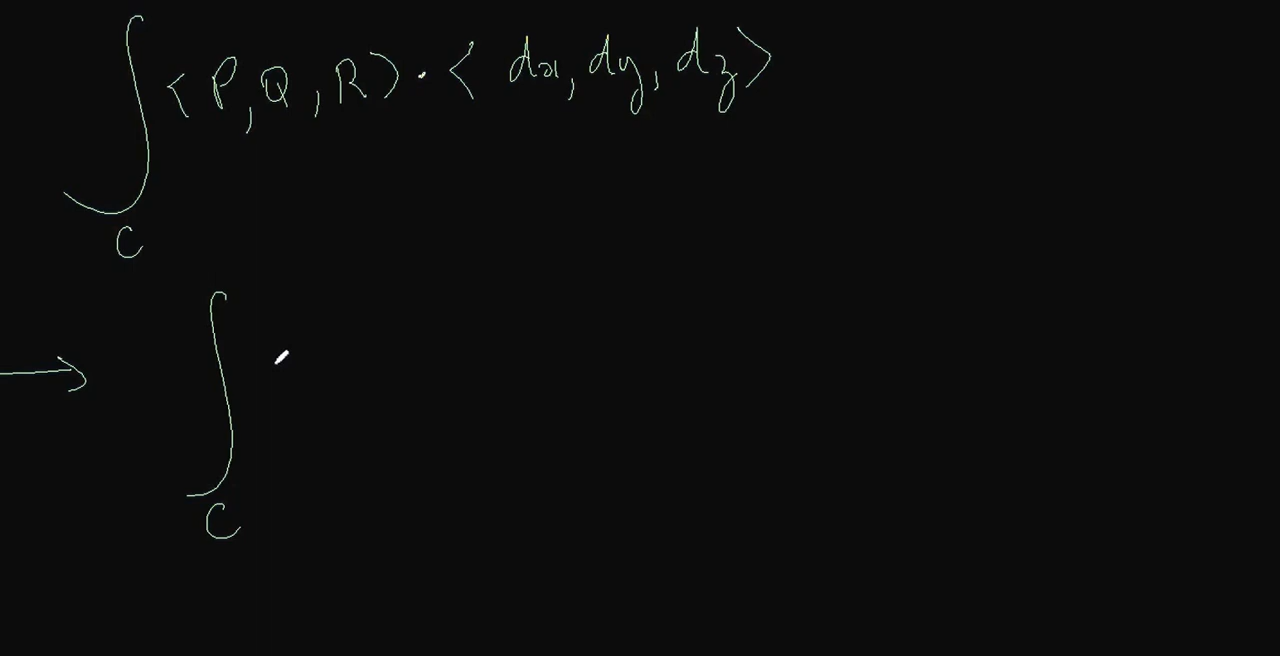 ∫_C <P, Q, R> · <dx, dy, dz>
→ ∫_C